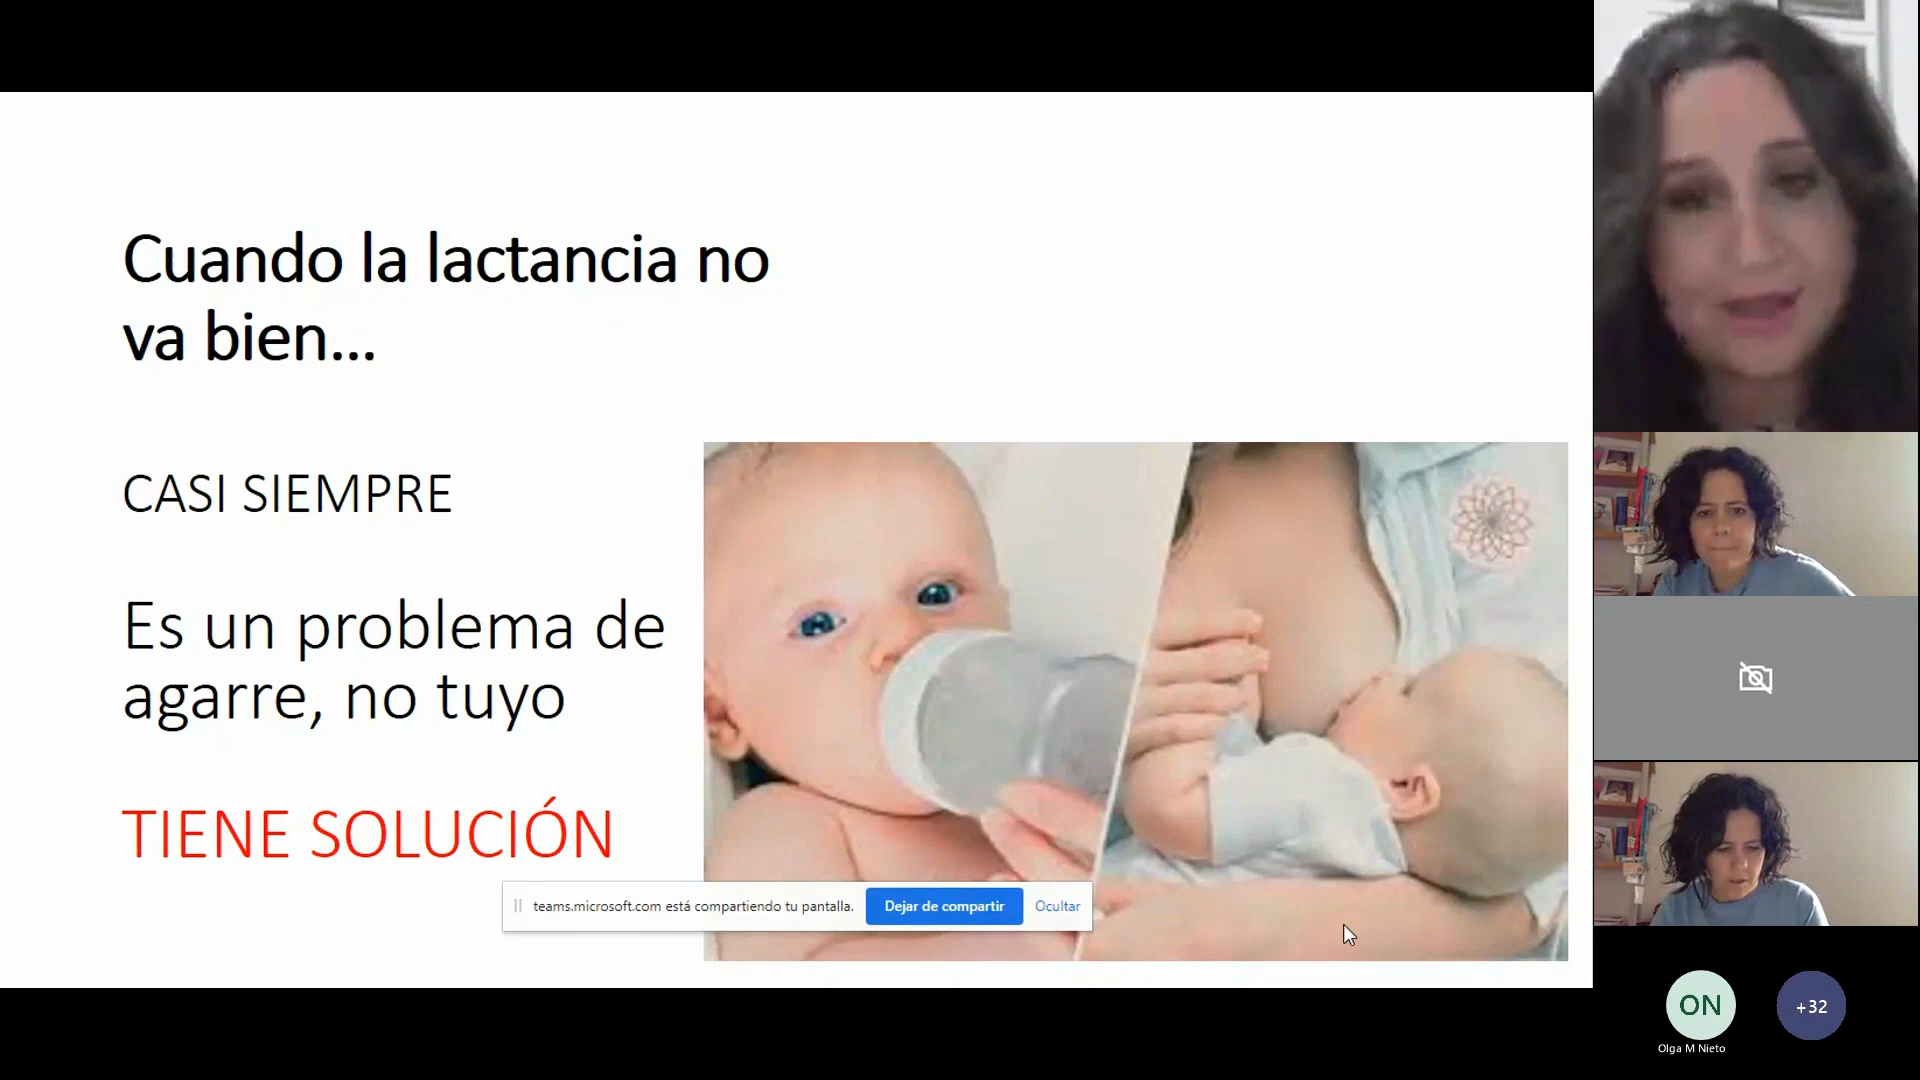 Cuando la lactancia no
va bien...
CASI SIEMPRE
Es un problema de
agarre, no tuyo
TIENE SOLUCIÓN
teams.microsoft.com está compartiendo tu pantalla.
Dejar de compartir
Ocultar
ON
+32
Olga M Nieto